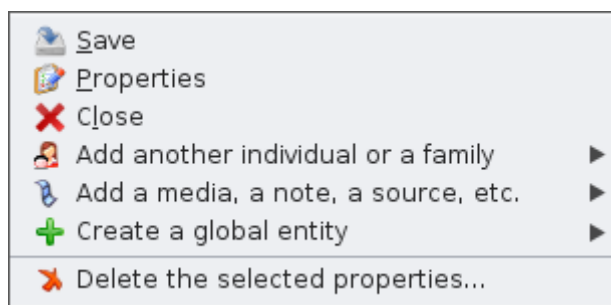 Save
Properties
Close
Add another individual or a family
Add a media, a note, a source, etc.
Create a global entity
Delete the selected properties...